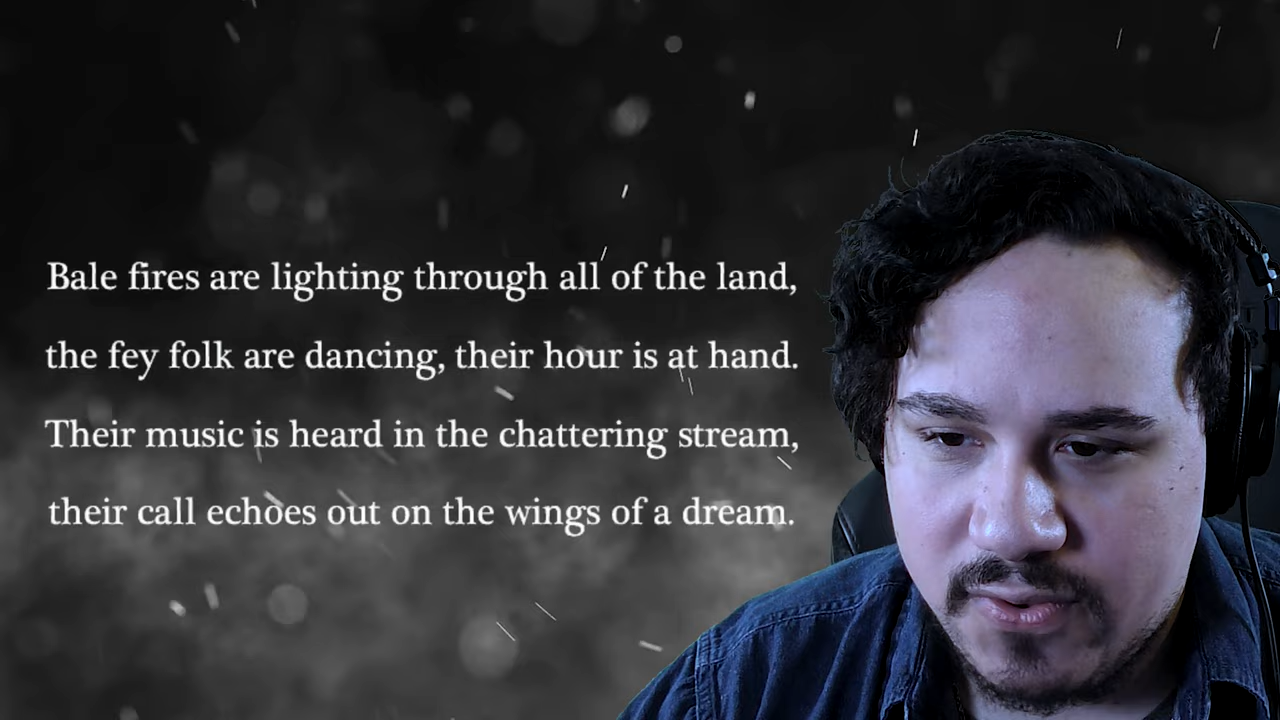 Bale fires are lighting through all of the land,
the fey folk are dancing, their hour is at hand.
Their music is heard in the chattering stream,
their call echoes out on the wings of a dream.